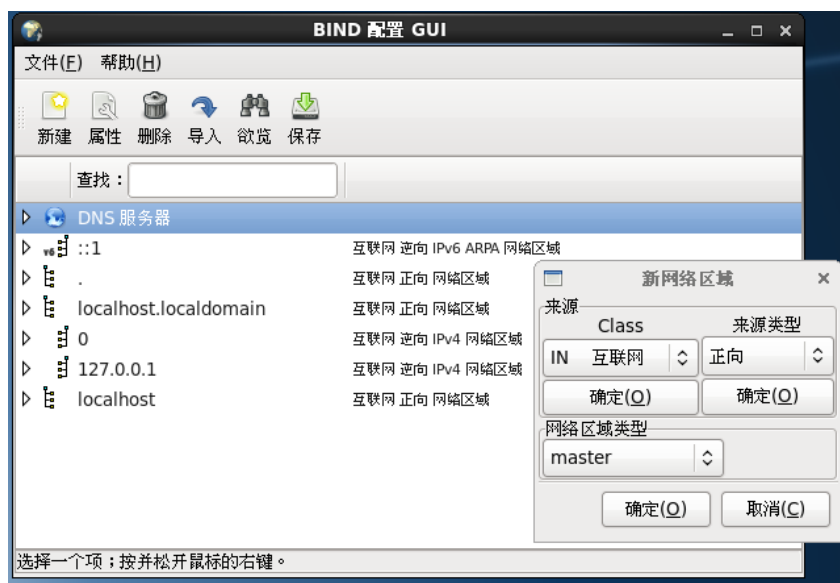 BIND 配置 GUI
文件(F) 帮助(H)
新建 属性 删除 导入 欲览 保存
查找：
DNS 服务器
v6 ::1 互联网 逆向 IPv6 ARPA 网络区域
. 互联网 正向 网络区域
localhost.localdomain 互联网 正向 网络区域
0 互联网 逆向 IPv4 网络区域
127.0.0.1 互联网 逆向 IPv4 网络区域
localhost 互联网 正向 网络区域
新网络区域
来源
Class 来源类型
IN 互联网 正向
确定(O) 确定(O)
网络区域类型
master
确定(O) 取消(C)
选择一个项；按并松开鼠标的右键。